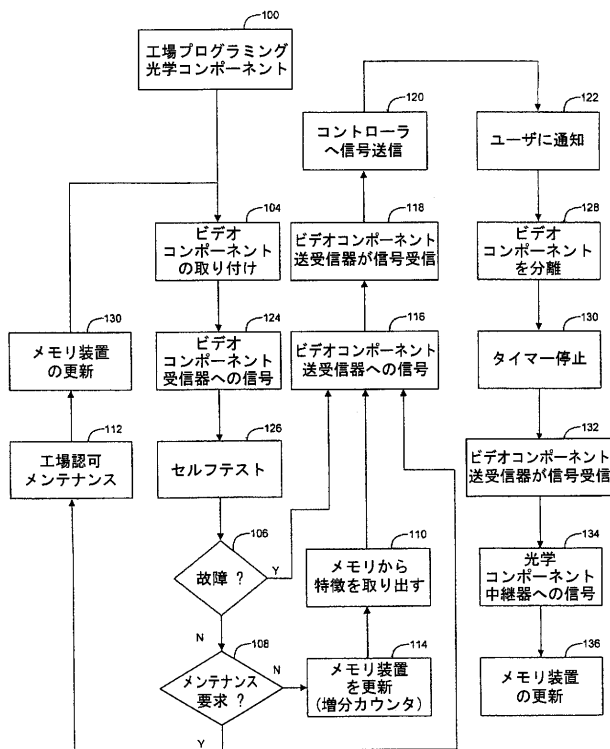 100
工場プログラミング
光学コンポーネント
104
ビデオ
コンポーネント
の取り付け
124
ビデオ
コンポーネント
受信器への信号
126
セルフテスト
106
故障 ?
Y
N
108
メンテナンス
要求 ?
N
Y
130
メモリ装置
の更新
112
工場認可
メンテナンス
114
メモリ装置
を更新
(増分カウンタ)
110
メモリから
特徴を取り出す
116
ビデオコンポーネント
送受信器への信号
118
ビデオコンポーネント
送受信器が信号受信
120
コントローラ
へ信号送信
122
ユーザに通知
128
ビデオ
コンポーネント
を分離
130
タイマー停止
132
ビデオコンポーネント
送受信器が信号受信
134
光学
コンポーネント
中継器への信号
136
メモリ装置
の更新